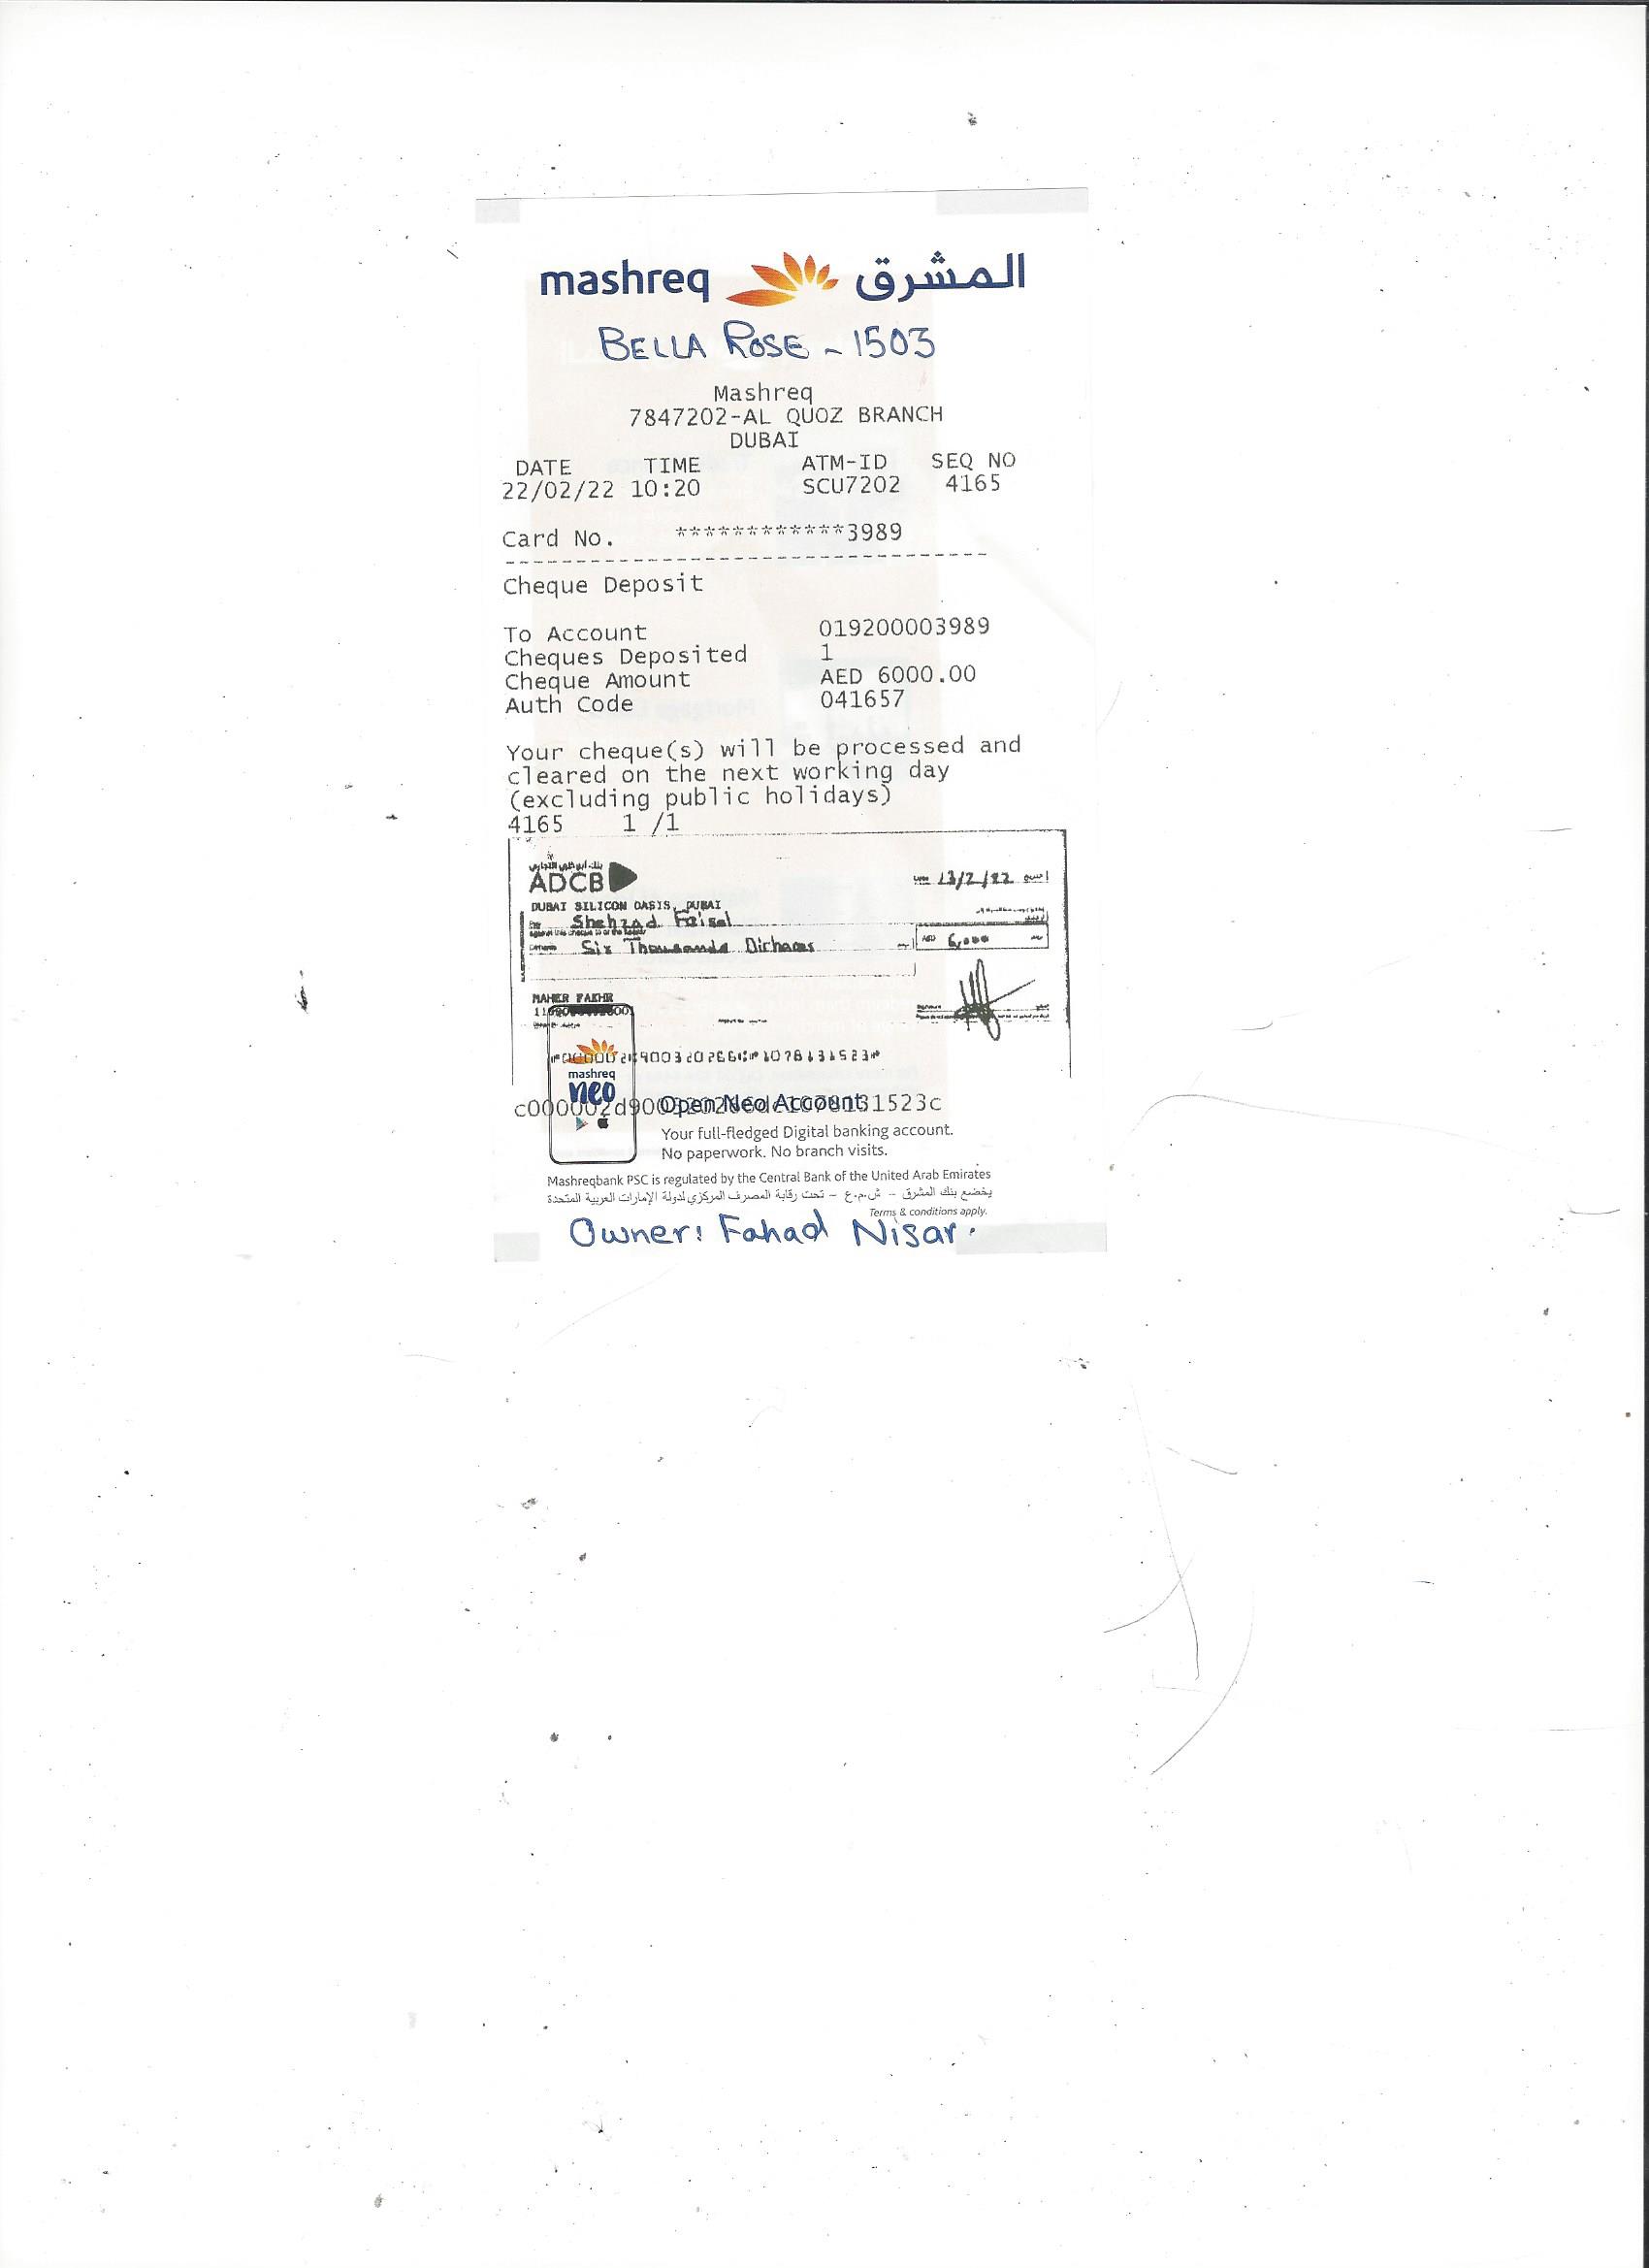 mashreq المشرق
BELLA ROSE - 1503
Mashreq
7847202-AL QUOZ BRANCH
DUBAI
DATE TIME ATM-ID SEQ NO
22/02/22 10:20 SCU7202 4165
Card No. ************3989
----------------------------------
Cheque Deposit
To Account 019200003989
Cheques Deposited 1
Cheque Amount AED 6000.00
Auth Code 041657
Your cheque(s) will be processed and
cleared on the next working day
(excluding public holidays)
4165 1 /1
بنك أبوظبي التجاري
ADCB
13/2/22
DUBAI SILICON OASIS, DUBAI
Shehzad Faisal
Six Thousands Dirhams AED 6,000
MAHER FAKHR
mashreq
neo
Open Neo Account
Your full-fledged Digital banking account.
No paperwork. No branch visits.
Mashreqbank PSC is regulated by the Central Bank of the United Arab Emirates
يخضع بنك المشرق - ش.م.ع - تحت رقابة المصرف المركزي لدولة الإمارات العربية المتحدة
Terms & conditions apply.
Owner: Fahad Nisar.